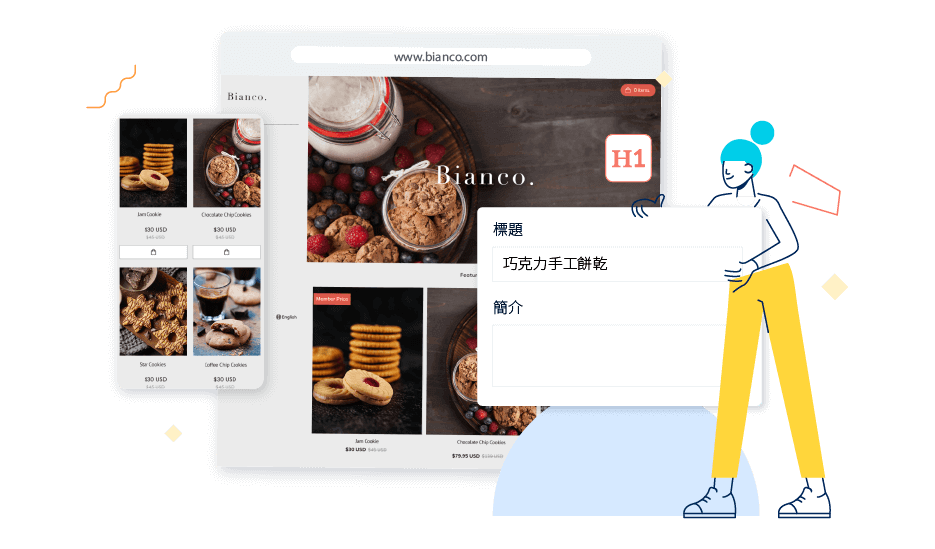 www.bianco.com
Bianco.
0 items
H1
Bianco.
Jam Cookie
$30 USD
$45 USD
Chocolate Chip Cookies
$30 USD
$45 USD
Star Cookies
$30 USD
$45 USD
Coffee Chip Cookies
$30 USD
$45 USD
English
Featu
Member Price
Jam Cookie
$30 USD $45 USD
Chocolate Chip Cookies
$79.95 USD
標題
巧克力手工餅乾
簡介